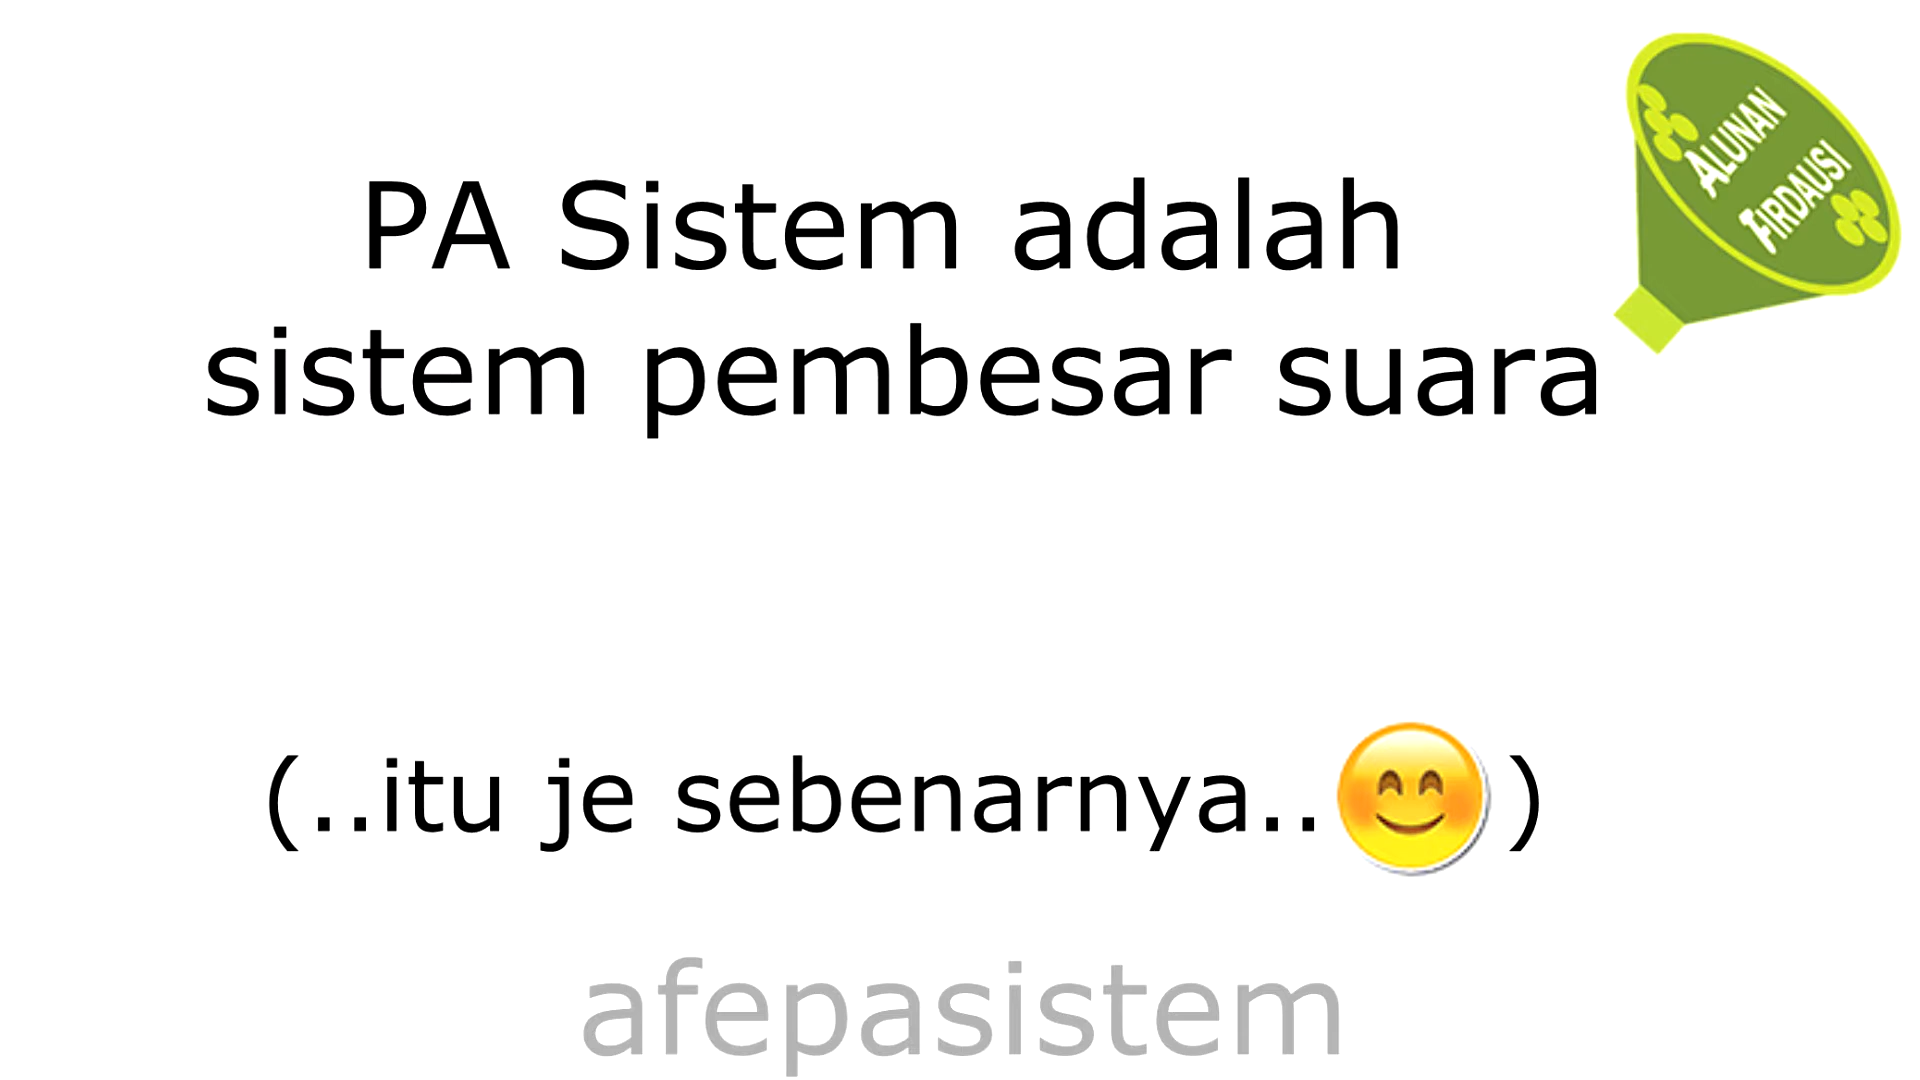 ALUNAN
FIRDAUSI
PA Sistem adalah
sistem pembesar suara
(..itu je sebenarnya..😊)
afepasistem